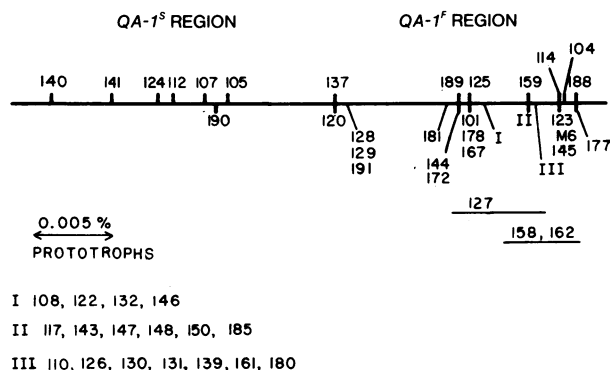 QA-1S REGION QA-1F REGION
114 104
140 141 124 112 107 105 137 189 125 159 188
190 120 181 101 I II 123
128 178 M6
129 167 145 177
191 144 III
172
127
158, 162
0.005 %
PROTOTROPHS
I 108, 122, 132, 146
II 117, 143, 147, 148, 150, 185
III 110, 126, 130, 131, 139, 161, 180